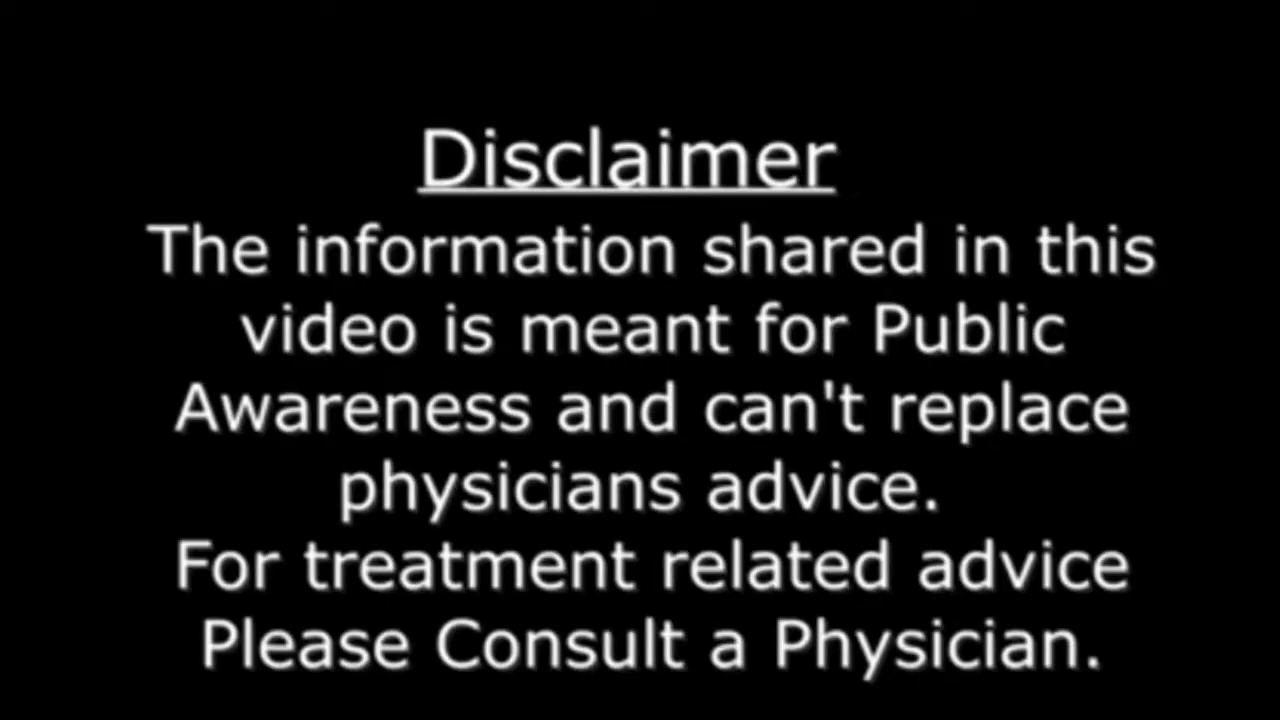 Disclaimer
The information shared in this
video is meant for Public
Awareness and can't replace
physicians advice.
For treatment related advice
Please Consult a Physician.